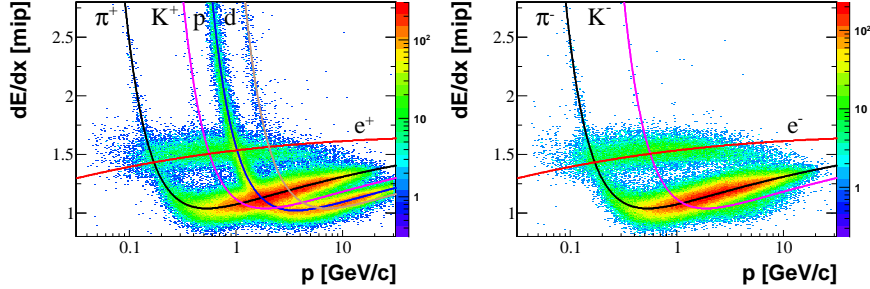 dE/dx [mip]
2.5
2
1.5
1
π+ K+ p d
e+
0.1 1 10
p [GeV/c]
10²
10
1
dE/dx [mip]
2.5
2
1.5
1
π- K-
e-
0.1 1 10
p [GeV/c]
10²
10
1